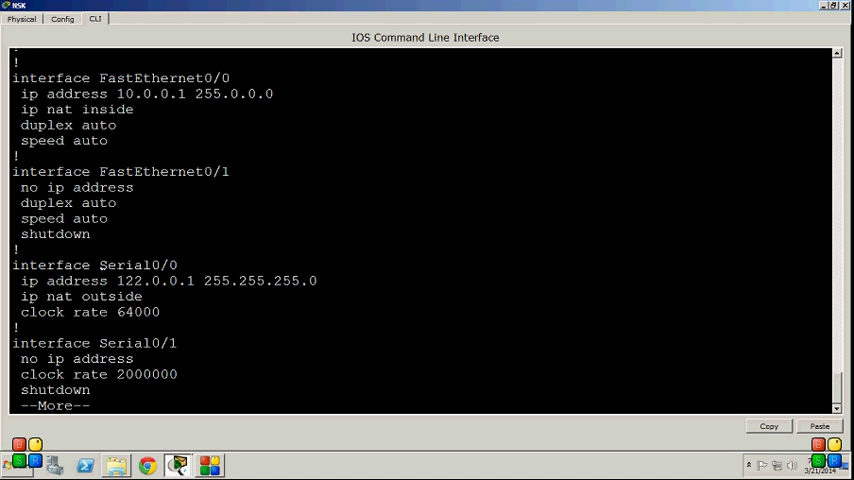 NSK
Physical Config CLI
IOS Command Line Interface
!
!
interface FastEthernet0/0
ip address 10.0.0.1 255.0.0.0
ip nat inside
duplex auto
speed auto
!
interface FastEthernet0/1
no ip address
duplex auto
speed auto
shutdown
!
interface Serial0/0
ip address 122.0.0.1 255.255.255.0
ip nat outside
clock rate 64000
!
interface Serial0/1
no ip address
clock rate 2000000
shutdown
--More--
Copy Paste
3/21/2014